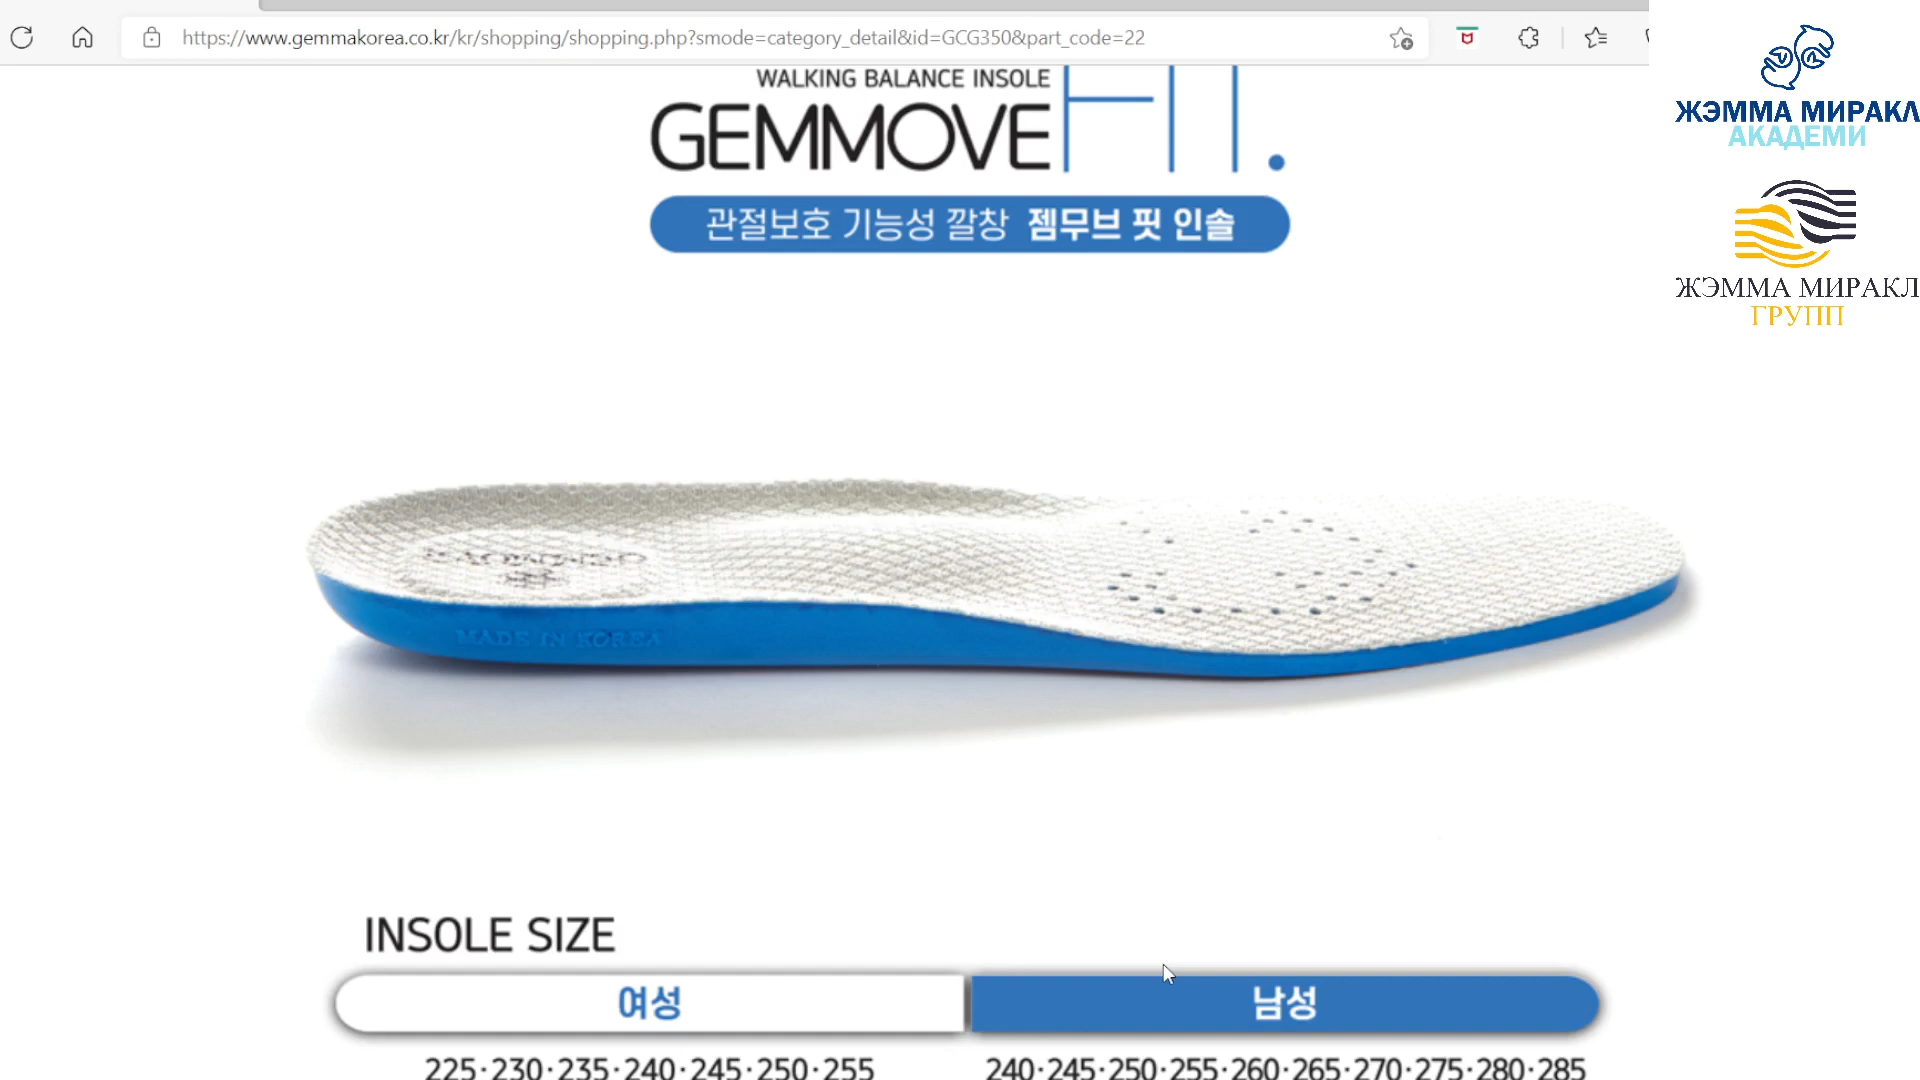 https://www.gemmakorea.co.kr/kr/shopping/shopping.php?smode=category_detail&id=GCG350&part_code=22
WALKING BALANCE INSOLE
GEMMOVE
관절보호 기능성 깔창 젬무브 핏 인솔
ЖЭММА МИРАКЛ
АКАДЕМИ
ЖЭММА МИРАКЛ
ГРУПП
MADE IN KOREA
INSOLE SIZE
여성 남성
225·230·235·240·245·250·255 240·245·250·255·260·265·270·275·280·285